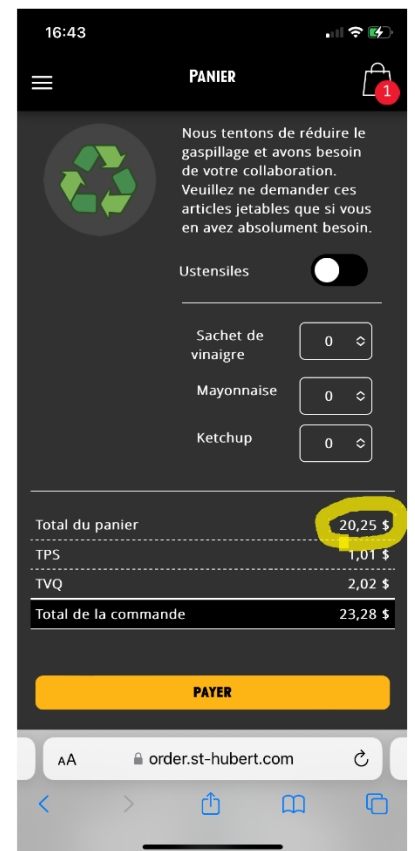 16:43
PANIER
1
Nous tentons de réduire le
gaspillage et avons besoin
de votre collaboration.
Veuillez ne demander ces
articles jetables que si vous
en avez absolument besoin.
Ustensiles
Sachet de
vinaigre
0
Mayonnaise
0
Ketchup
0
Total du panier 20,25 $
TPS 1,01 $
TVQ 2,02 $
Total de la commande 23,28 $
PAYER
AA order.st-hubert.com